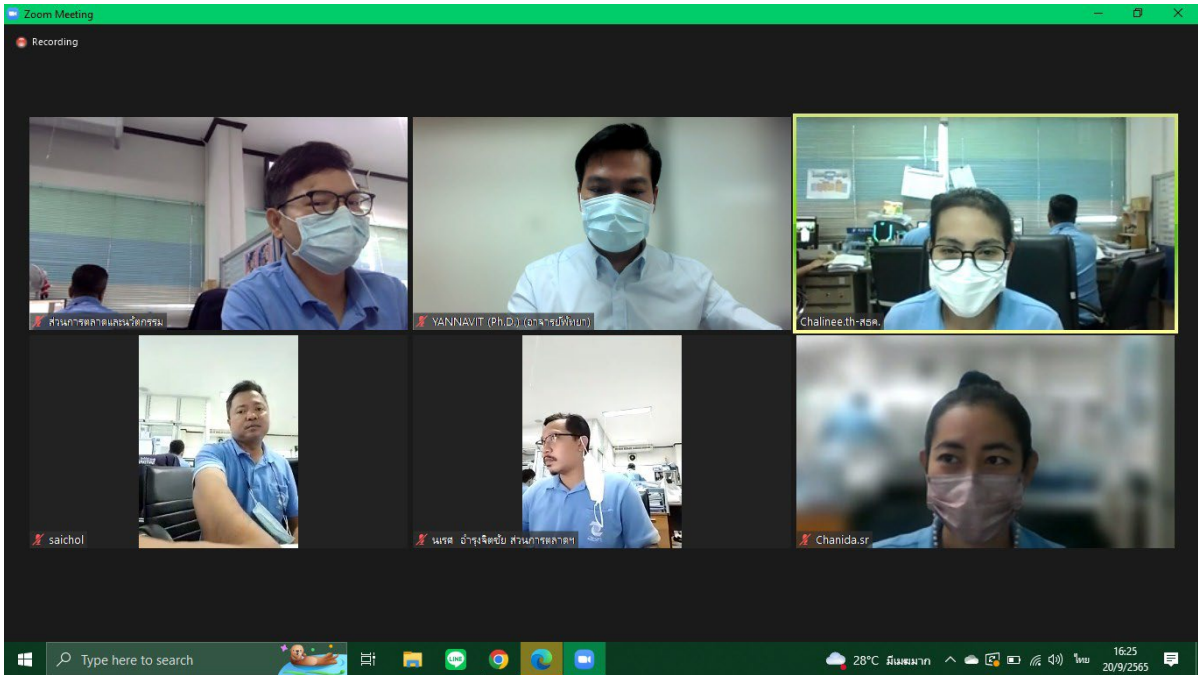 Zoom Meeting
Recording
ส่วนการตลาดและนวัตกรรม
YANNAVIT (Ph.D.) (อาจารย์พัทยา)
Chalinee.th-สธค.
saichol
นเรศ อำรุงจิตชัย ส่วนการตลาดฯ
Chanida.sr
Type here to search
LINE
28°C มีเมฆมาก
ไทย
16:25
20/9/2565